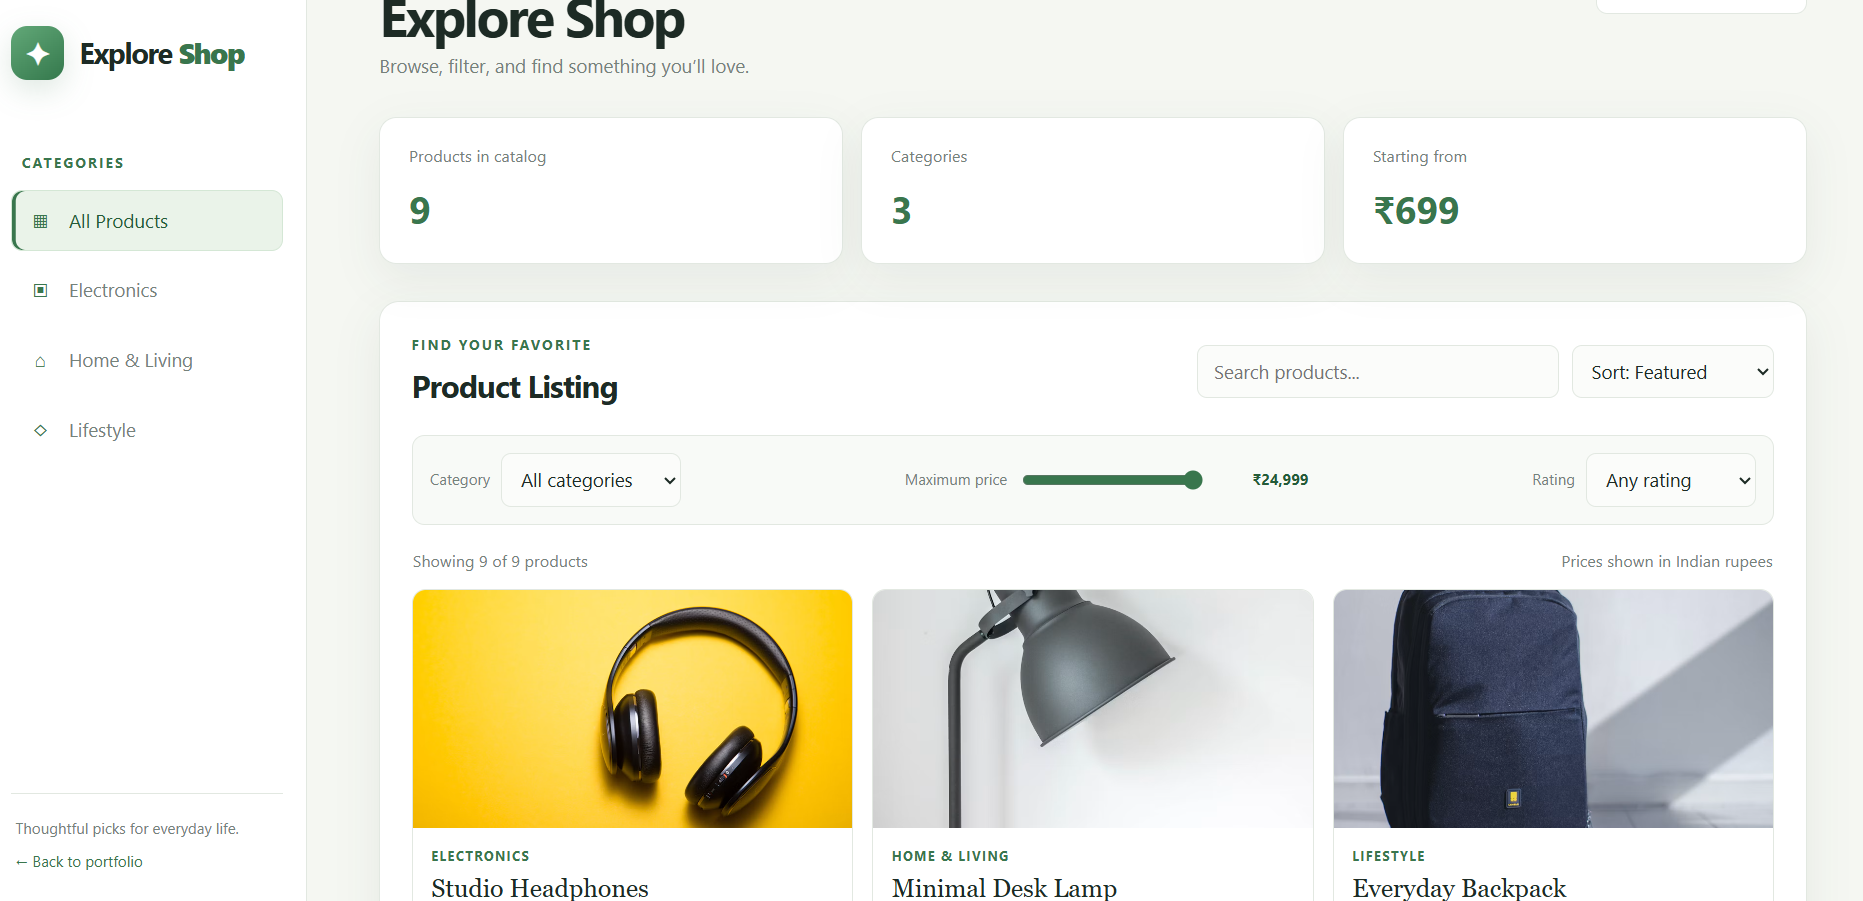 Explore Shop
CATEGORIES
All Products
Electronics
Home & Living
Lifestyle
Thoughtful picks for everyday life.
← Back to portfolio
Explore Shop
Browse, filter, and find something you’ll love.
Products in catalog
9
Categories
3
Starting from
₹699
FIND YOUR FAVORITE
Product Listing
Search products...
Sort: Featured
Category
All categories
Maximum price
₹24,999
Rating
Any rating
Showing 9 of 9 products
Prices shown in Indian rupees
ELECTRONICS
Studio Headphones
HOME & LIVING
Minimal Desk Lamp
LIFESTYLE
Everyday Backpack